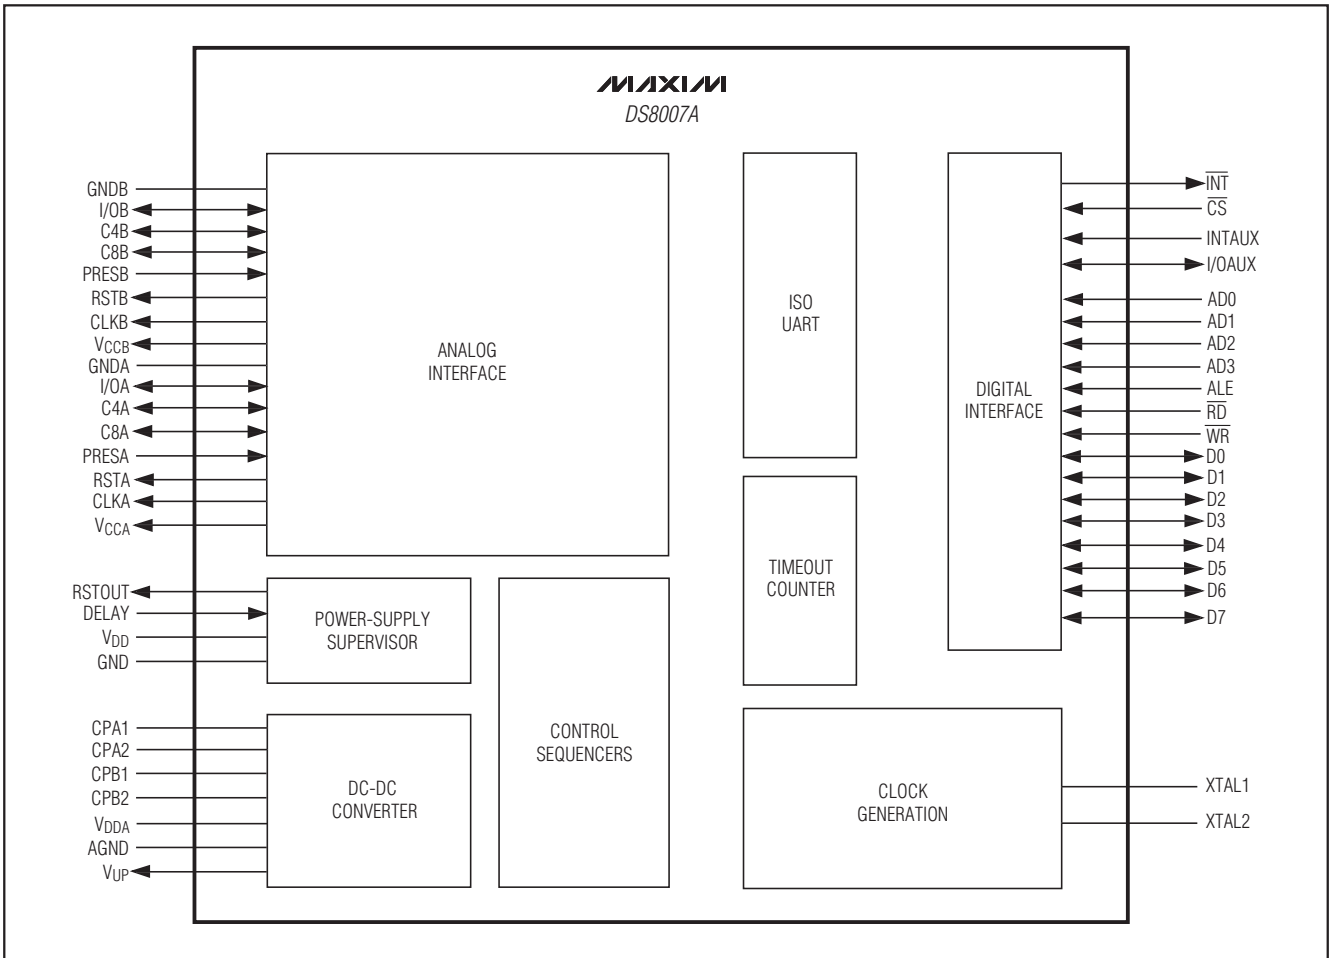 MAXIM
DS8007A
GNDB
I/OB
C4B
C8B
PRESB
RSTB
CLKB
VCCB
GNDA
I/OA
C4A
C8A
PRESA
RSTA
CLKA
VCCA
ANALOG
INTERFACE
RSTOUT
DELAY
VDD
GND
POWER-SUPPLY
SUPERVISOR
CPA1
CPA2
CPB1
CPB2
VDDA
AGND
VUP
DC-DC
CONVERTER
CONTROL
SEQUENCERS
ISO
UART
TIMEOUT
COUNTER
CLOCK
GENERATION
DIGITAL
INTERFACE
INT
CS
INTAUX
I/OAUX
AD0
AD1
AD2
AD3
ALE
RD
WR
D0
D1
D2
D3
D4
D5
D6
D7
XTAL1
XTAL2